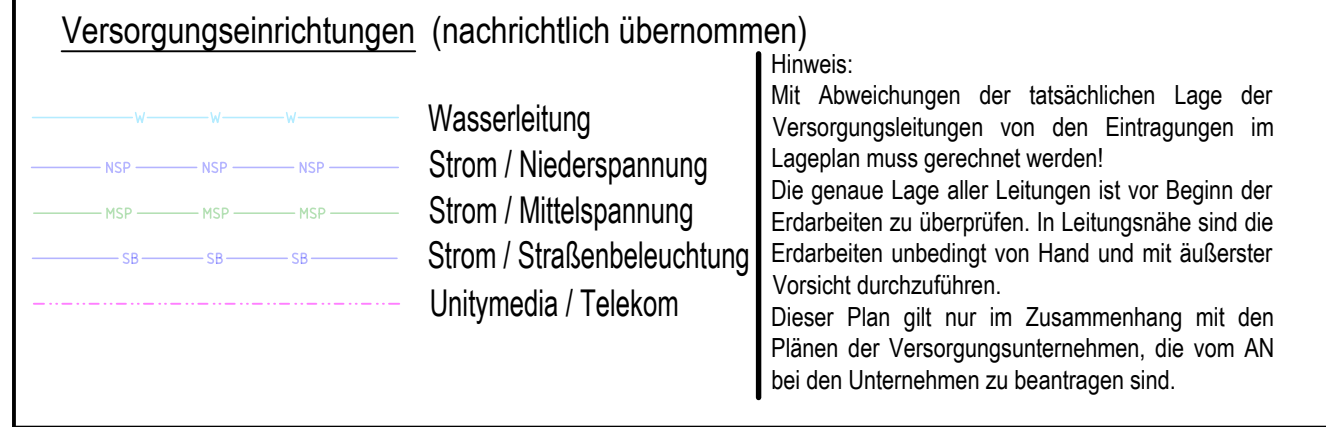 Versorgungseinrichtungen (nachrichtlich übernommen)
W W W Wasserleitung
NSP NSP NSP Strom / Niederspannung
MSP MSP MSP Strom / Mittelspannung
SB SB SB Strom / Straßenbeleuchtung
Unitymedia / Telekom
Hinweis:
Mit Abweichungen der tatsächlichen Lage der
Versorgungsleitungen von den Eintragungen im
Lageplan muss gerechnet werden!
Die genaue Lage aller Leitungen ist vor Beginn der
Erdarbeiten zu überprüfen. In Leitungsnähe sind die
Erdarbeiten unbedingt von Hand und mit äußerster
Vorsicht durchzuführen.
Dieser Plan gilt nur im Zusammenhang mit den
Plänen der Versorgungsunternehmen, die vom AN
bei den Unternehmen zu beantragen sind.